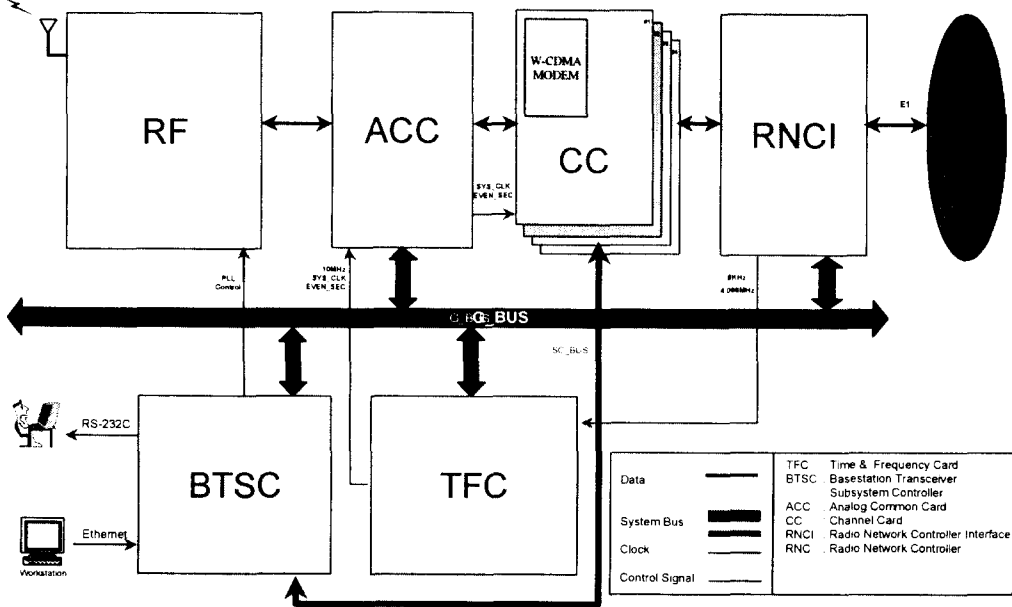 W-CDMA
MODEM
RF
ACC
CC
RNCI
E1
SYS_CLK
EVEN_SEC
PLL
Control
10MHz
SYS_CLK
EVEN_SEC
8KHz
4.096MHz
G_BUS
SC_BUS
RS-232C
BTSC
TFC
Ethernet
Workstation
Data
System Bus
Clock
Control Signal
TFC : Time & Frequency Card
BTSC : Basestation Transceiver
Subsystem Controller
ACC : Analog Common Card
CC : Channel Card
RNCI : Radio Network Controller Interface
RNC : Radio Network Controller